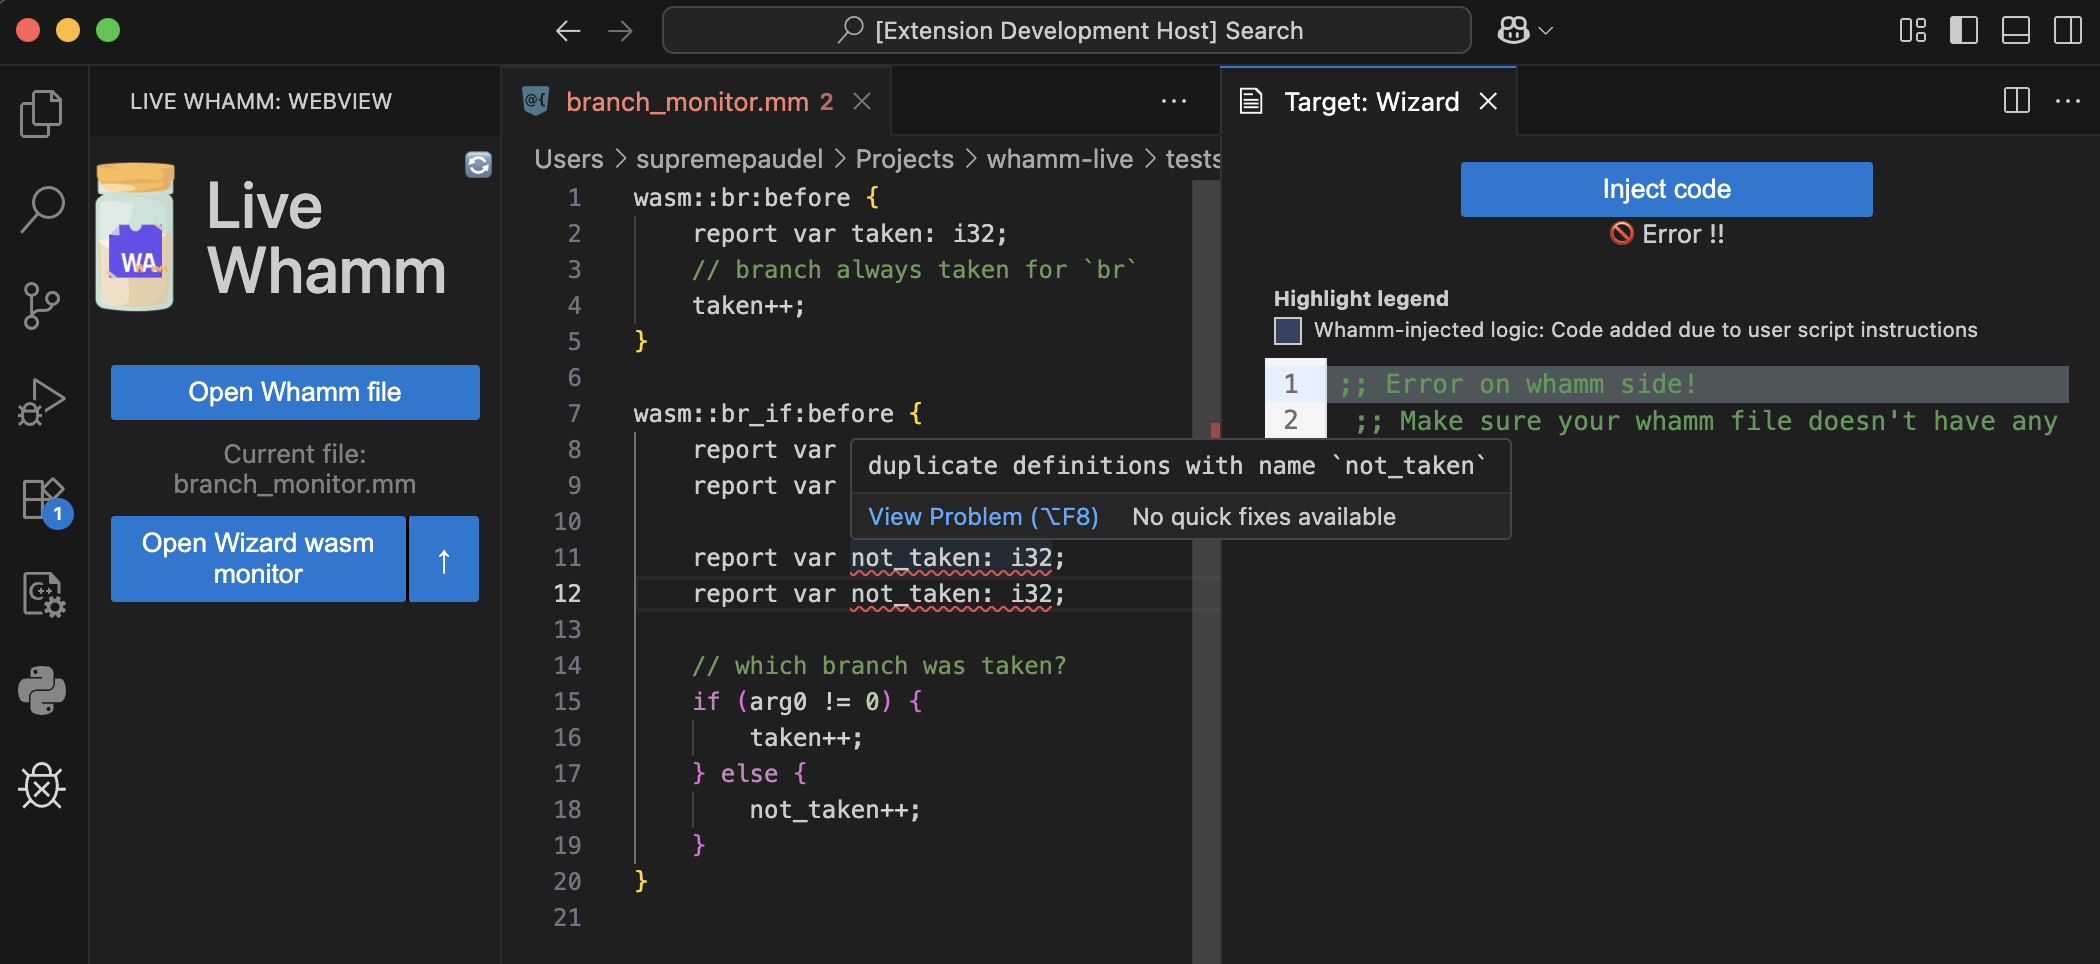 [Extension Development Host] Search
LIVE WHAMM: WEBVIEW
WA
Live
Whamm
Open Whamm file
Current file:
branch_monitor.mm
Open Wizard wasm
monitor
↑
1
@{
branch_monitor.mm 2
Users > supremepaudel > Projects > whamm-live > tests
1 wasm::br:before {
2 report var taken: i32;
3 // branch always taken for `br`
4 taken++;
5 }
6
7 wasm::br_if:before {
8 report var
9 report var
10
11 report var not_taken: i32;
12 report var not_taken: i32;
13
14 // which branch was taken?
15 if (arg0 != 0) {
16 taken++;
17 } else {
18 not_taken++;
19 }
20 }
21
duplicate definitions with name `not_taken`
View Problem (⌥F8) No quick fixes available
Target: Wizard
Inject code
🚫 Error !!
Highlight legend
Whamm-injected logic: Code added due to user script instructions
1 ;; Error on whamm side!
2 ;; Make sure your whamm file doesn't have any
C++